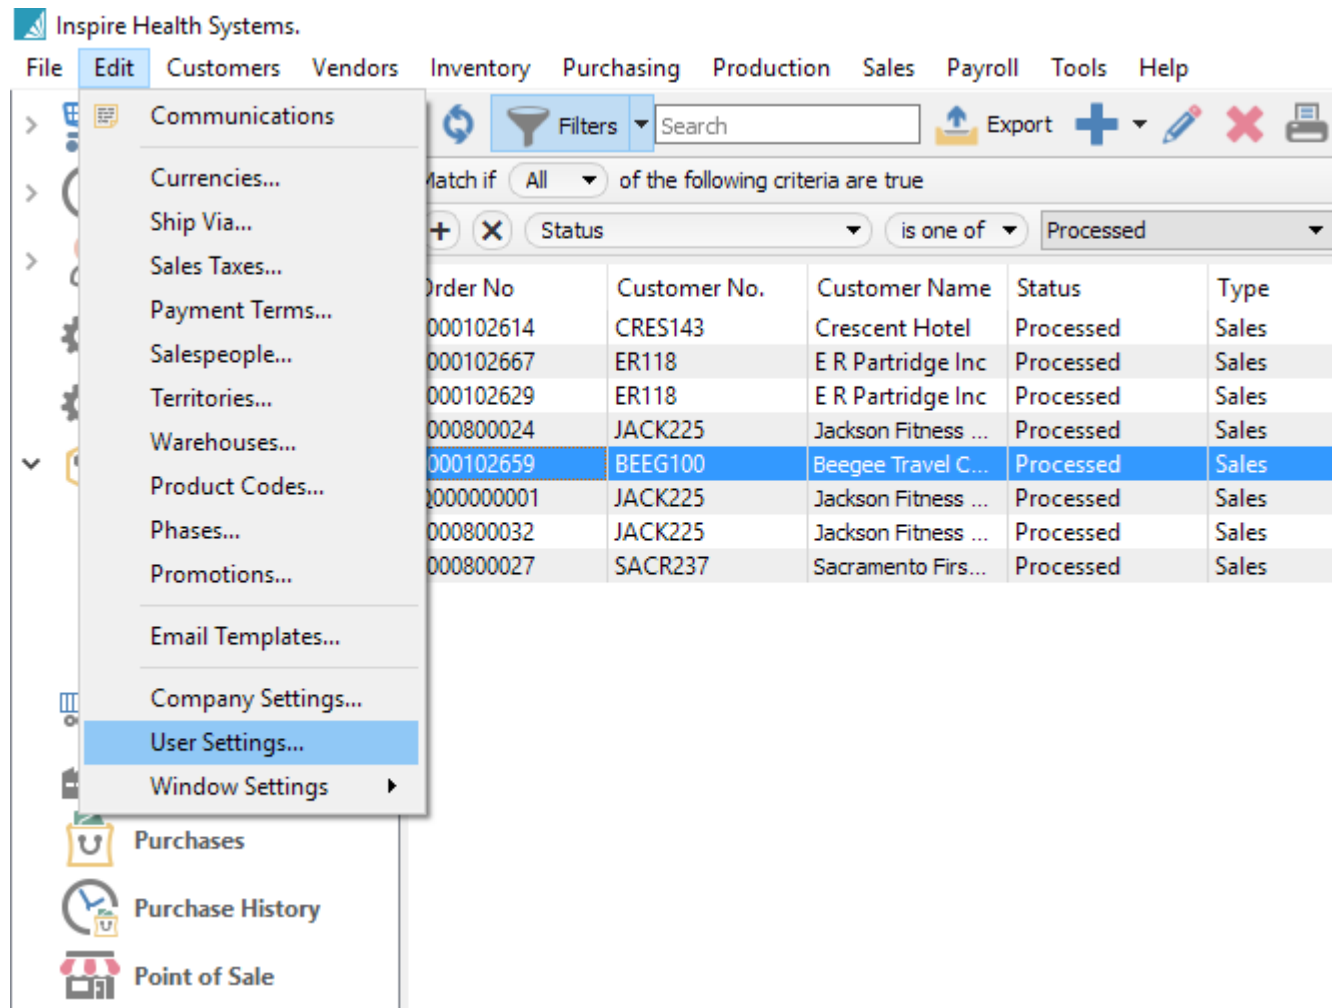 Inspire Health Systems.
File Edit Customers Vendors Inventory Purchasing Production Sales Payroll Tools Help
Communications
Currencies...
Ship Via...
Sales Taxes...
Payment Terms...
Salespeople...
Territories...
Warehouses...
Product Codes...
Phases...
Promotions...
Email Templates...
Company Settings...
User Settings...
Window Settings
Purchases
Purchase History
Point of Sale
Filters Search Export
Match if All of the following criteria are true
Status is one of Processed
Order No Customer No. Customer Name Status Type
000102614 CRES143 Crescent Hotel Processed Sales
000102667 ER118 E R Partridge Inc Processed Sales
000102629 ER118 E R Partridge Inc Processed Sales
000800024 JACK225 Jackson Fitness ... Processed Sales
000102659 BEEG100 Beegee Travel C... Processed Sales
Q000000001 JACK225 Jackson Fitness ... Processed Sales
000800032 JACK225 Jackson Fitness ... Processed Sales
000800027 SACR237 Sacramento Firs... Processed Sales